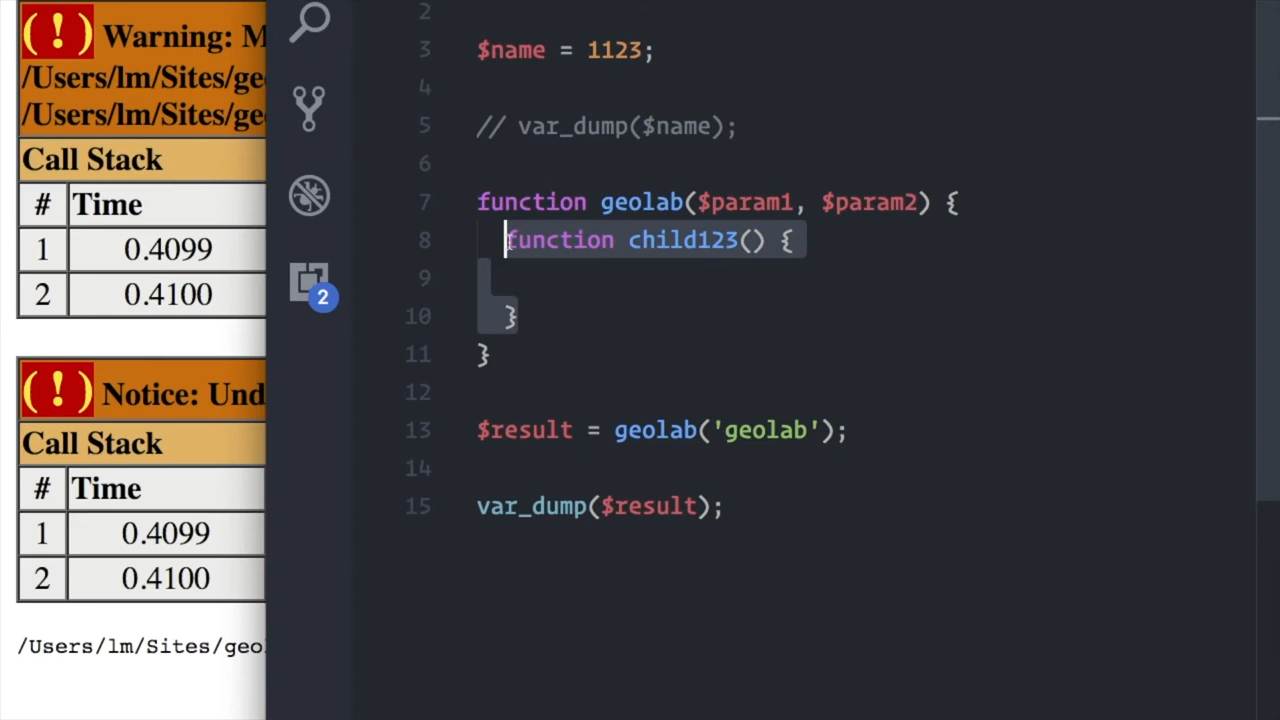 ( ! ) Warning: M
/Users/lm/Sites/ge
/Users/lm/Sites/ge
Call Stack
# Time
1 0.4099
2 0.4100
( ! ) Notice: Und
Call Stack
# Time
1 0.4099
2 0.4100
/Users/lm/Sites/geo
2
2
3 $name = 1123;
4
5 // var_dump($name);
6
7 function geolab($param1, $param2) {
8 function child123() {
9
10 }
11 }
12
13 $result = geolab('geolab');
14
15 var_dump($result);